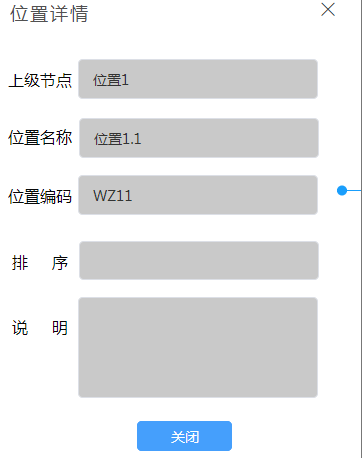 位置详情
上级节点 位置1
位置名称 位置1.1
位置编码 WZ11
排 序
说 明
关闭